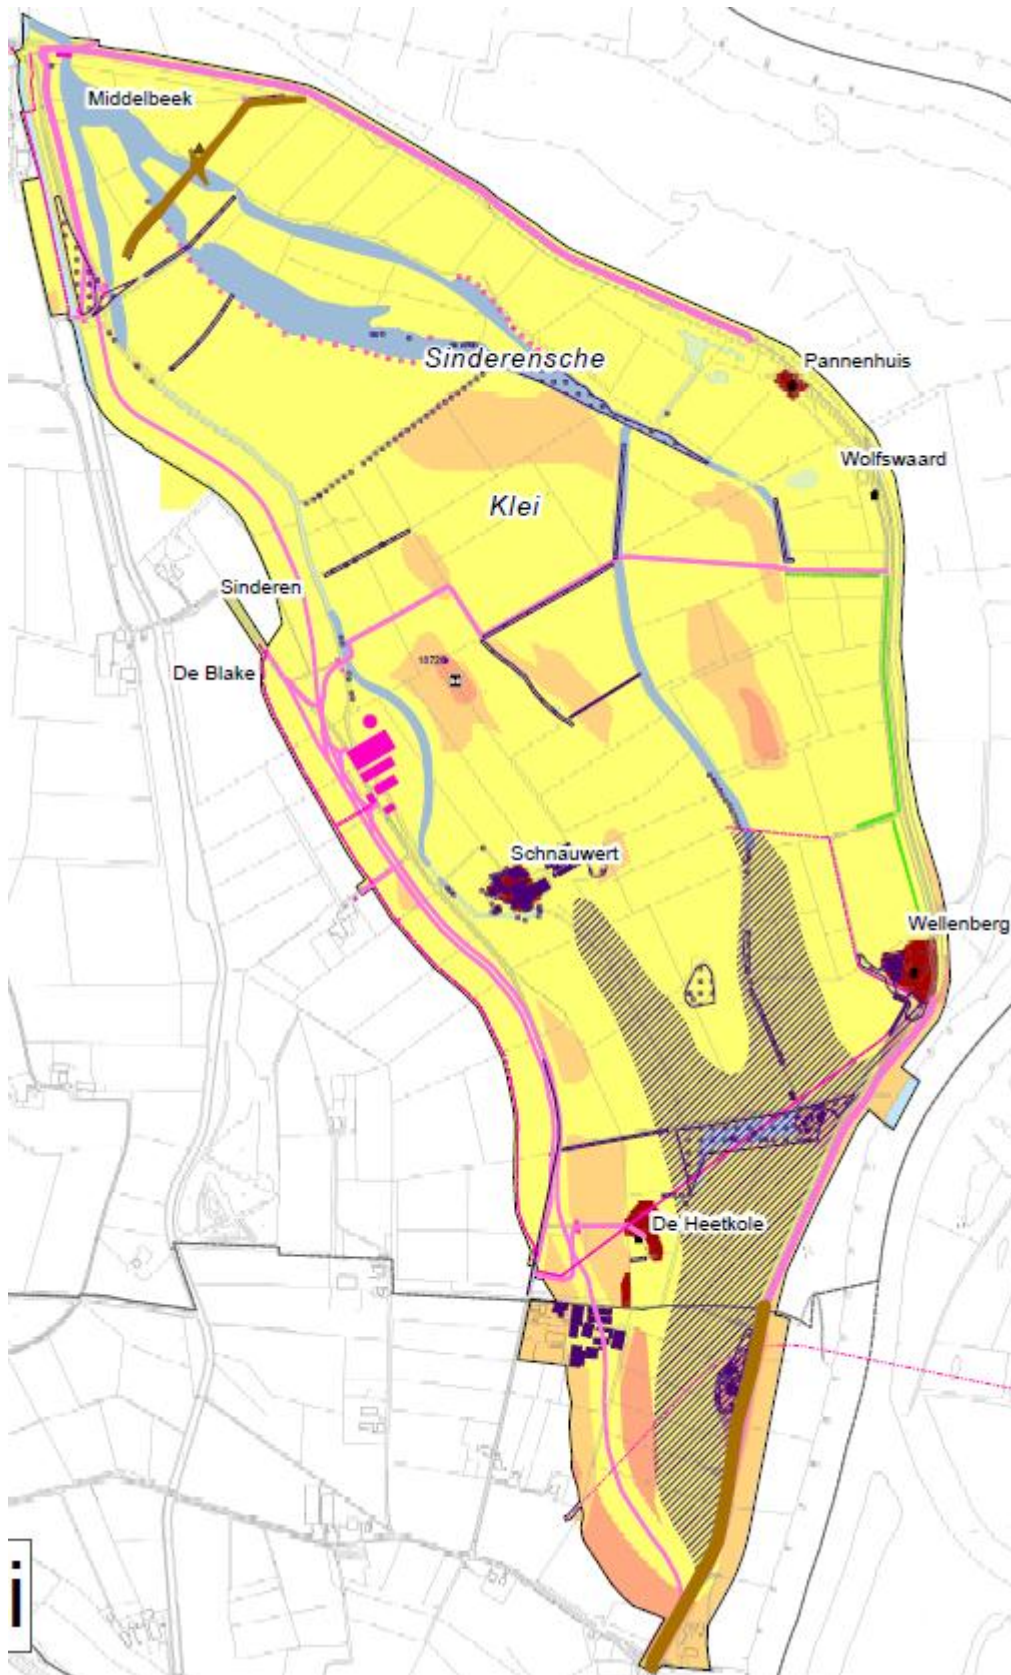 Middelbeek
Sinderensche
Pannenhuis
Wolfswaard
Klei
Sinderen
De Blake
Schnauwert
Wellenberg
De Heetkole
i